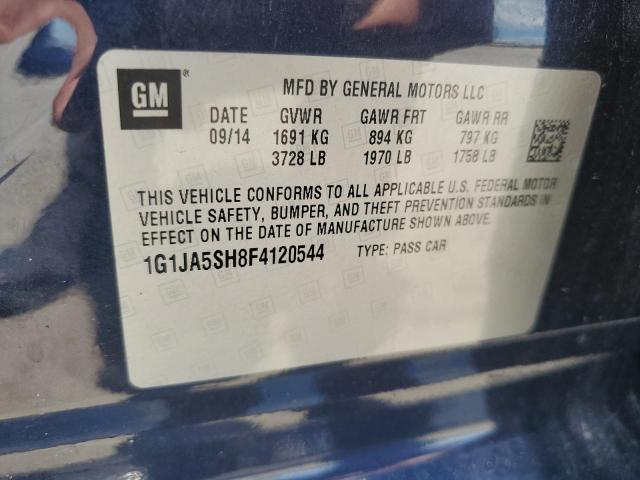 GM ®
MFD BY GENERAL MOTORS LLC
DATE GVWR GAWR FRT GAWR RR
09/14 1691 KG 894 KG 797 KG
3728 LB 1970 LB 1758 LB
THIS VEHICLE CONFORMS TO ALL APPLICABLE U.S. FEDERAL MOTOR
VEHICLE SAFETY, BUMPER, AND THEFT PREVENTION STANDARDS IN
EFFECT ON THE DATE OF MANUFACTURE SHOWN ABOVE.
1G1JA5SH8F4120544 TYPE: PASS CAR